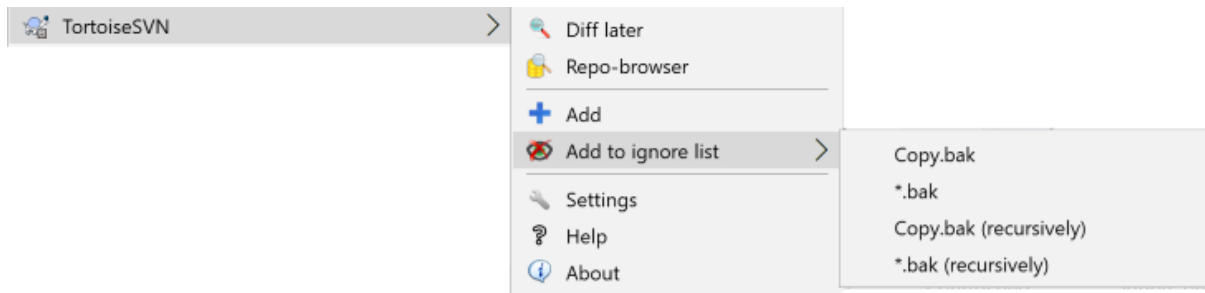 TortoiseSVN
Diff later
Repo-browser
Add
Add to ignore list
Settings
Help
About
Copy.bak
*.bak
Copy.bak (recursively)
*.bak (recursively)